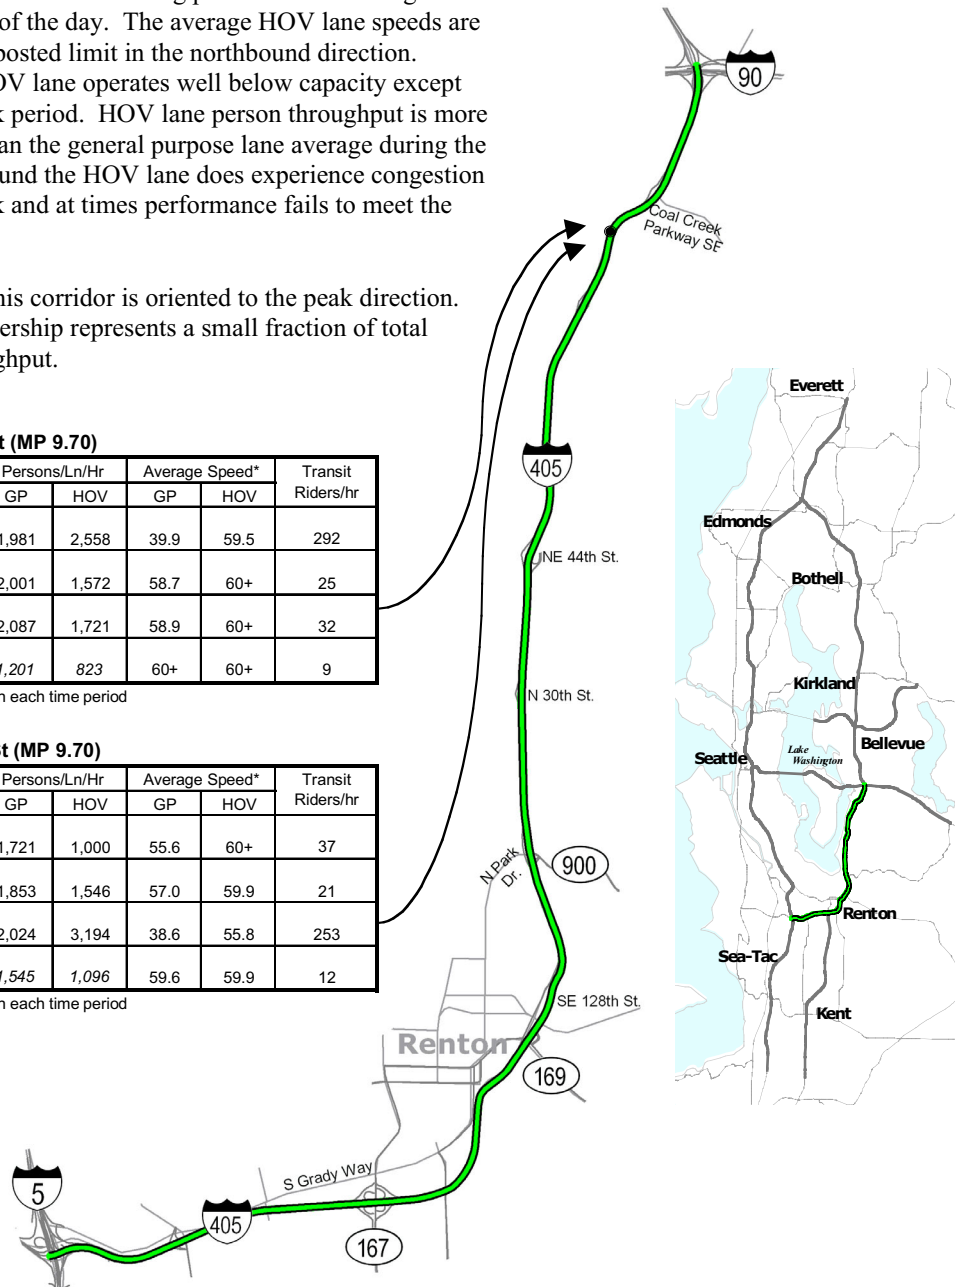 of the day. The average HOV lane speeds are
posted limit in the northbound direction.
OV lane operates well below capacity except
k period. HOV lane person throughput is more
an the general purpose lane average during the
und the HOV lane does experience congestion
k and at times performance fails to meet the
his corridor is oriented to the peak direction.
ership represents a small fraction of total
ghput.
t (MP 9.70)
Persons/Ln/Hr Average Speed* Transit
Riders/hr
GP HOV GP HOV
1,981 2,558 39.9 59.5 292
2,001 1,572 58.7 60+ 25
2,087 1,721 58.9 60+ 32
1,201 823 60+ 60+ 9
n each time period
St (MP 9.70)
Persons/Ln/Hr Average Speed* Transit
Riders/hr
GP HOV GP HOV
1,721 1,000 55.6 60+ 37
1,853 1,546 57.0 59.9 21
2,024 3,194 38.6 55.8 253
1,545 1,096 59.6 59.9 12
n each time period
90
Coal Creek
Parkway SE
405
NE 44th St.
N 30th St.
N Park
Dr.
900
SE 128th St.
Renton
169
S Grady Way
5
405
167
Everett
Edmonds
Bothell
Kirkland
Bellevue
Seattle
Lake
Washington
Renton
Sea-Tac
Kent